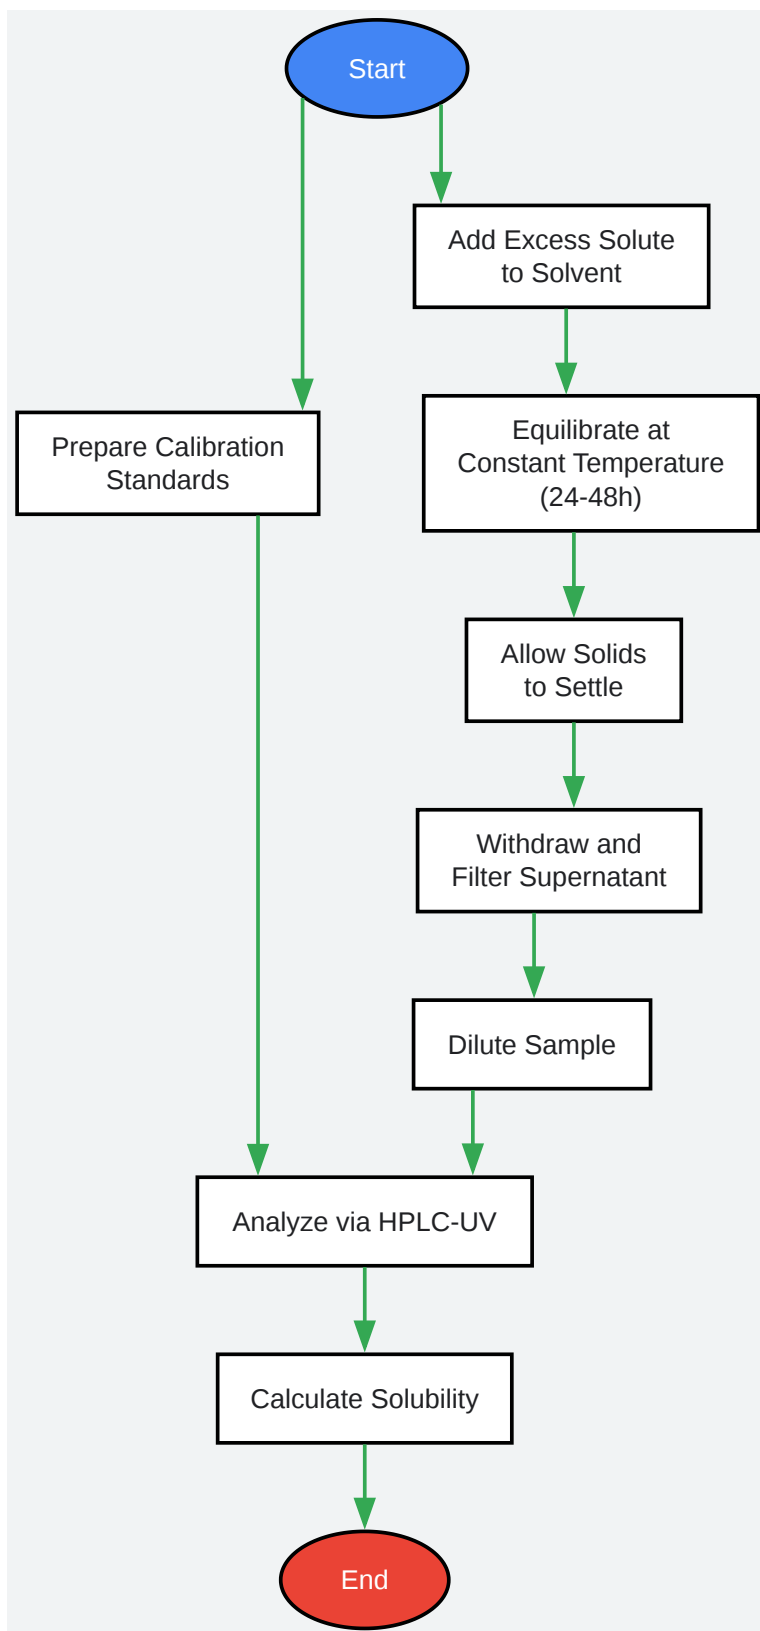 Start
Add Excess Solute
to Solvent
Prepare Calibration
Standards
Equilibrate at
Constant Temperature
(24-48h)
Allow Solids
to Settle
Withdraw and
Filter Supernatant
Dilute Sample
Analyze via HPLC-UV
Calculate Solubility
End